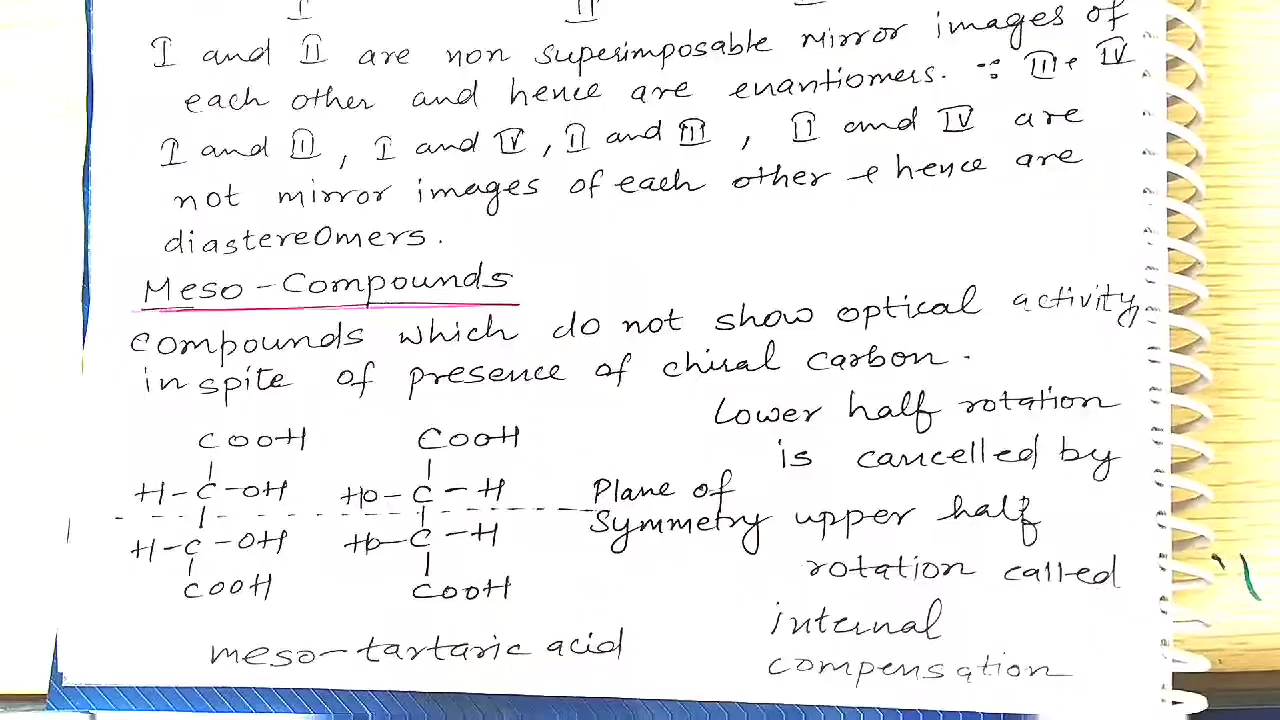 I II
I and II are non superimposable mirror images of
each other and hence are enantiomers. ∵ III & IV
I and III, I and IV, II and III, II and IV are
not mirror images of each other & hence are
diastereomers.
Meso-Compounds
compounds which do not show optical activity,
inspite of presence of chiral carbon.
COOH COOH
H-C-OH HO-C-H
H-C-OH HO-C-H
COOH COOH
meso-tartaric acid
Plane of
Symmetry
Lower half rotation
is cancelled by
upper half
rotation called
internal
compensation